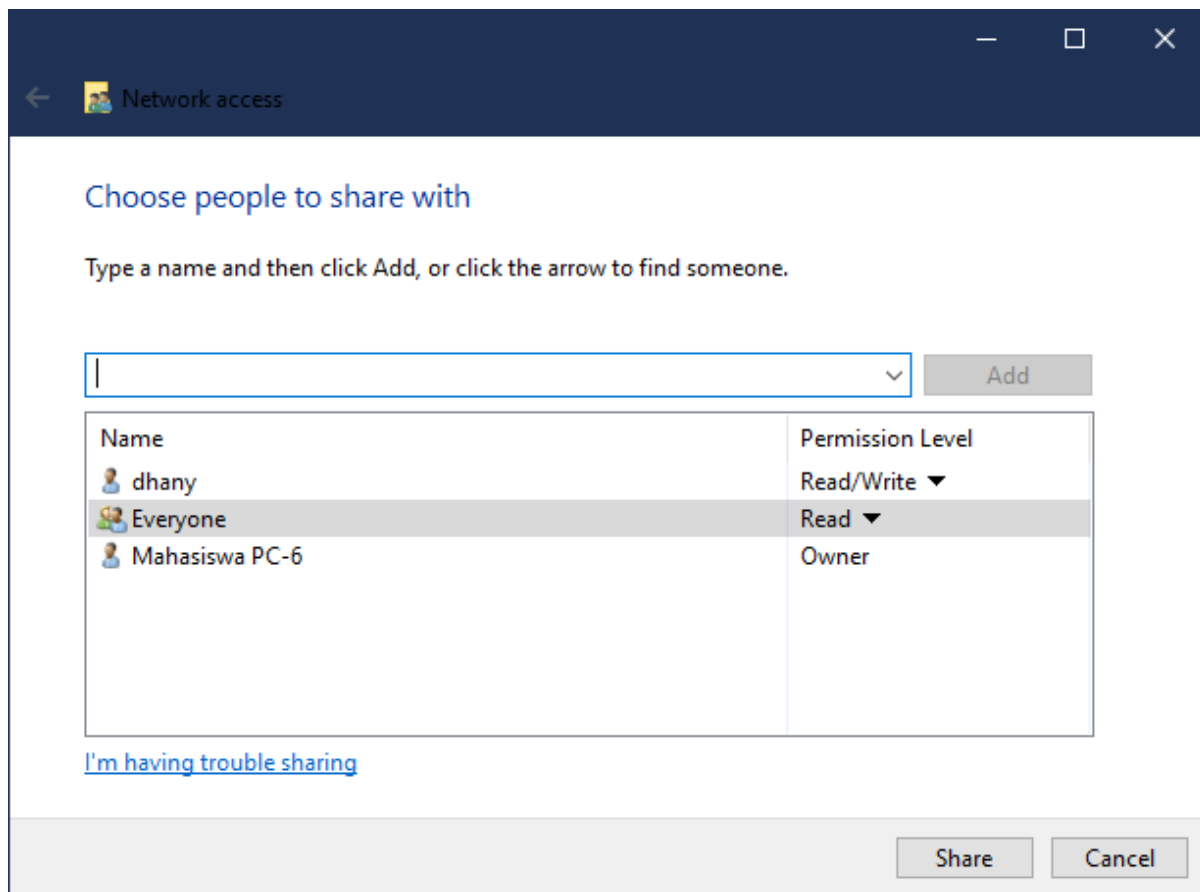 Network access
Choose people to share with
Type a name and then click Add, or click the arrow to find someone.
Add
Name Permission Level
dhany Read/Write
Everyone Read
Mahasiswa PC-6 Owner
I'm having trouble sharing
Share Cancel